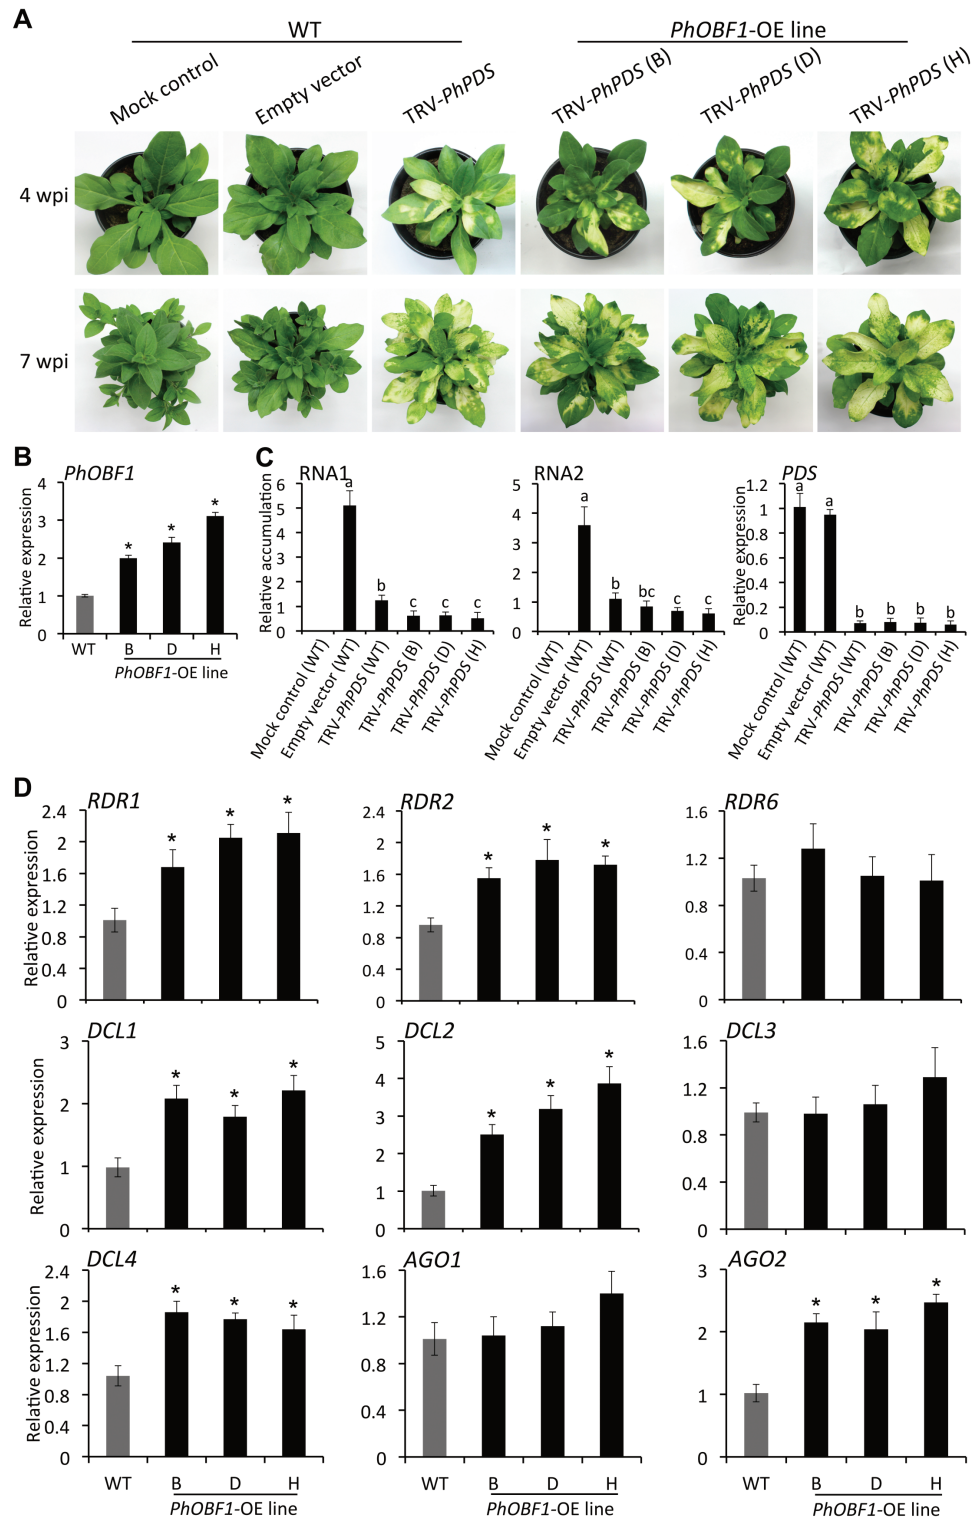 A
WT
PhOBF1-OE line
Mock control
Empty vector
TRV-PhPDS
TRV-PhPDS (B)
TRV-PhPDS (D)
TRV-PhPDS (H)
4 wpi
7 wpi
B
PhOBF1
Relative expression
4
3
2
1
0
* * *
WT B D H
PhOBF1-OE line
C
RNA1
Relative accumulation
6
5
4
3
2
1
0
a b c c c
Mock control (WT)
Empty vector (WT)
TRV-PhPDS (WT)
TRV-PhPDS (B)
TRV-PhPDS (D)
TRV-PhPDS (H)
RNA2
5
4
3
2
1
0
a b bc c c
Mock control (WT)
Empty vector (WT)
TRV-PhPDS (WT)
TRV-PhPDS (B)
TRV-PhPDS (D)
TRV-PhPDS (H)
PDS
Relative expression
1.2
1
0.8
0.6
0.4
0.2
0
a a b b b b
Mock control (WT)
Empty vector (WT)
TRV-PhPDS (WT)
TRV-PhPDS (B)
TRV-PhPDS (D)
TRV-PhPDS (H)
D
RDR1
Relative expression
2.4
2
1.6
1.2
0.8
0.4
0
* * *
RDR2
2.4
2
1.6
1.2
0.8
0.4
0
* * *
RDR6
1.6
1.2
0.8
0.4
0
DCL1
Relative expression
3
2
1
0
* * *
DCL2
5
4
3
2
1
0
* * *
DCL3
1.6
1.2
0.8
0.4
0
DCL4
Relative expression
2.4
2
1.6
1.2
0.8
0.4
0
* * *
WT B D H
PhOBF1-OE line
AGO1
1.6
1.2
0.8
0.4
0
WT B D H
PhOBF1-OE line
AGO2
3
2
1
0
* * *
WT B D H
PhOBF1-OE line